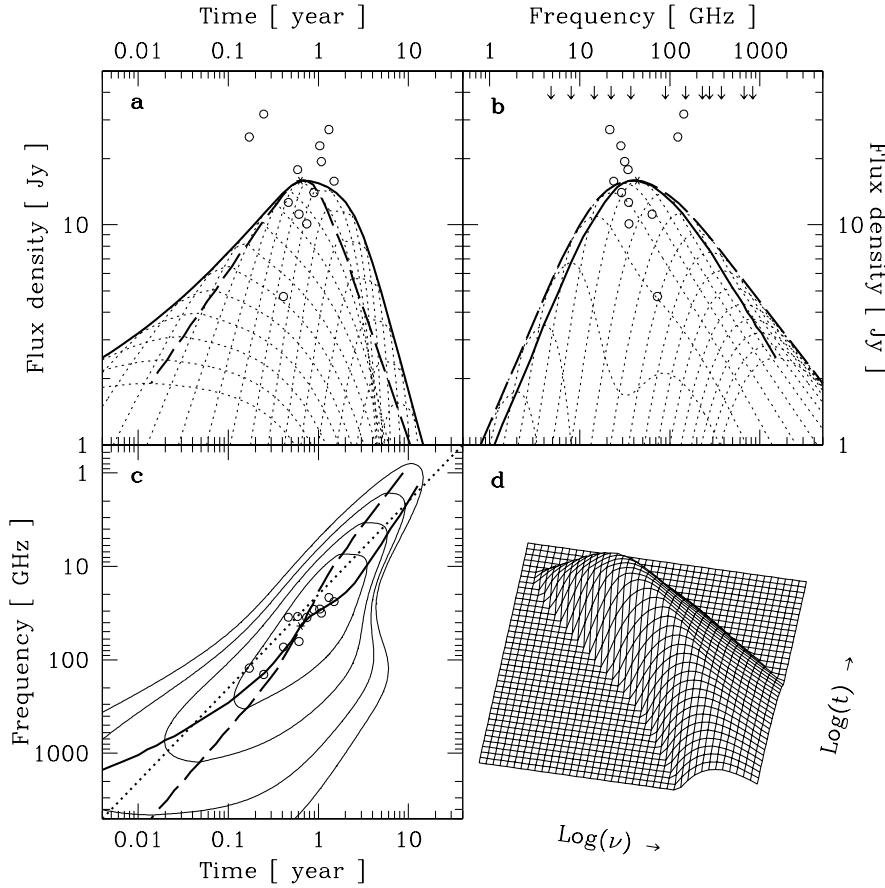 Time [ year ]
Frequency [ GHz ]
0.01 0.1 1 10
1 10 100 1000
a
b
Flux density [ Jy ]
10
1
10
1
Flux density [ Jy ]
c
d
Frequency [ GHz ]
1
10
100
1000
0.01 0.1 1 10
Time [ year ]
Log(ν) →
Log(t) →